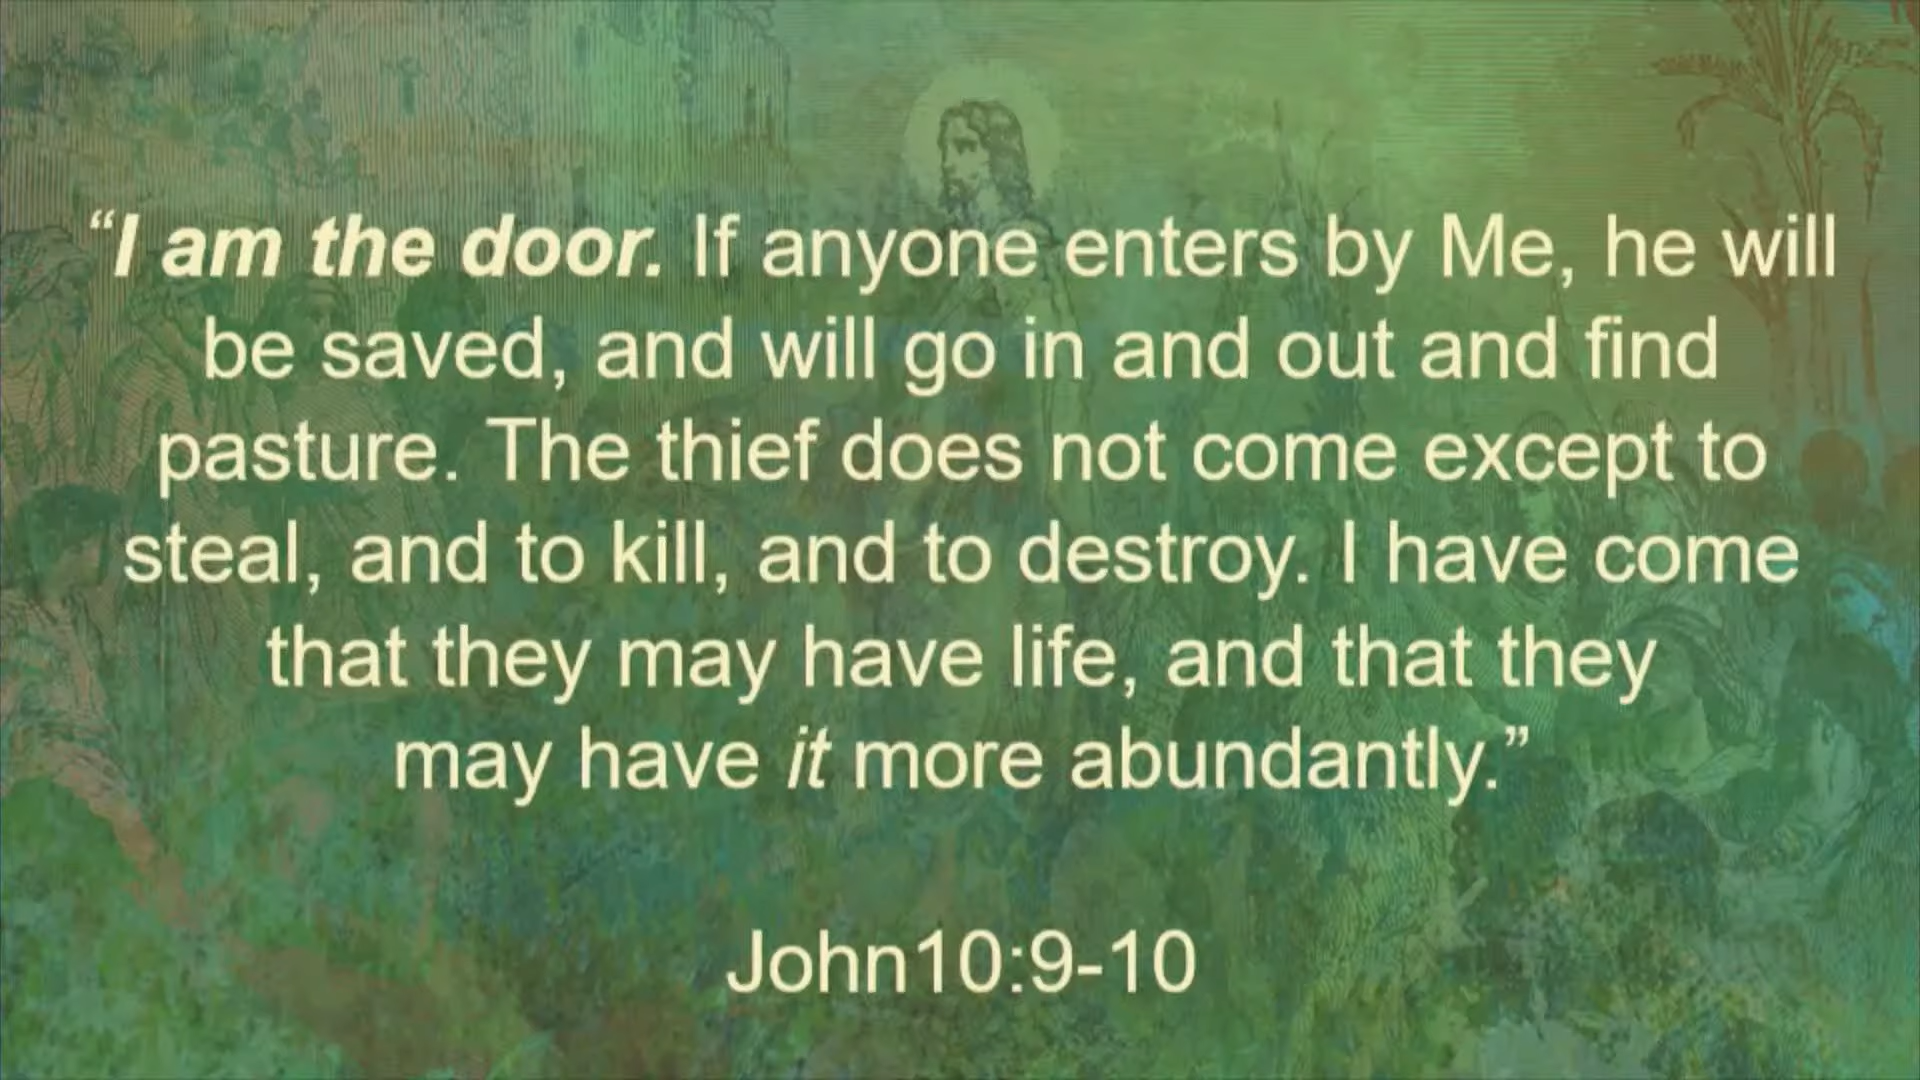 “I am the door. If anyone enters by Me, he will
be saved, and will go in and out and find
pasture. The thief does not come except to
steal, and to kill, and to destroy. I have come
that they may have life, and that they
may have it more abundantly.”
John10:9-10